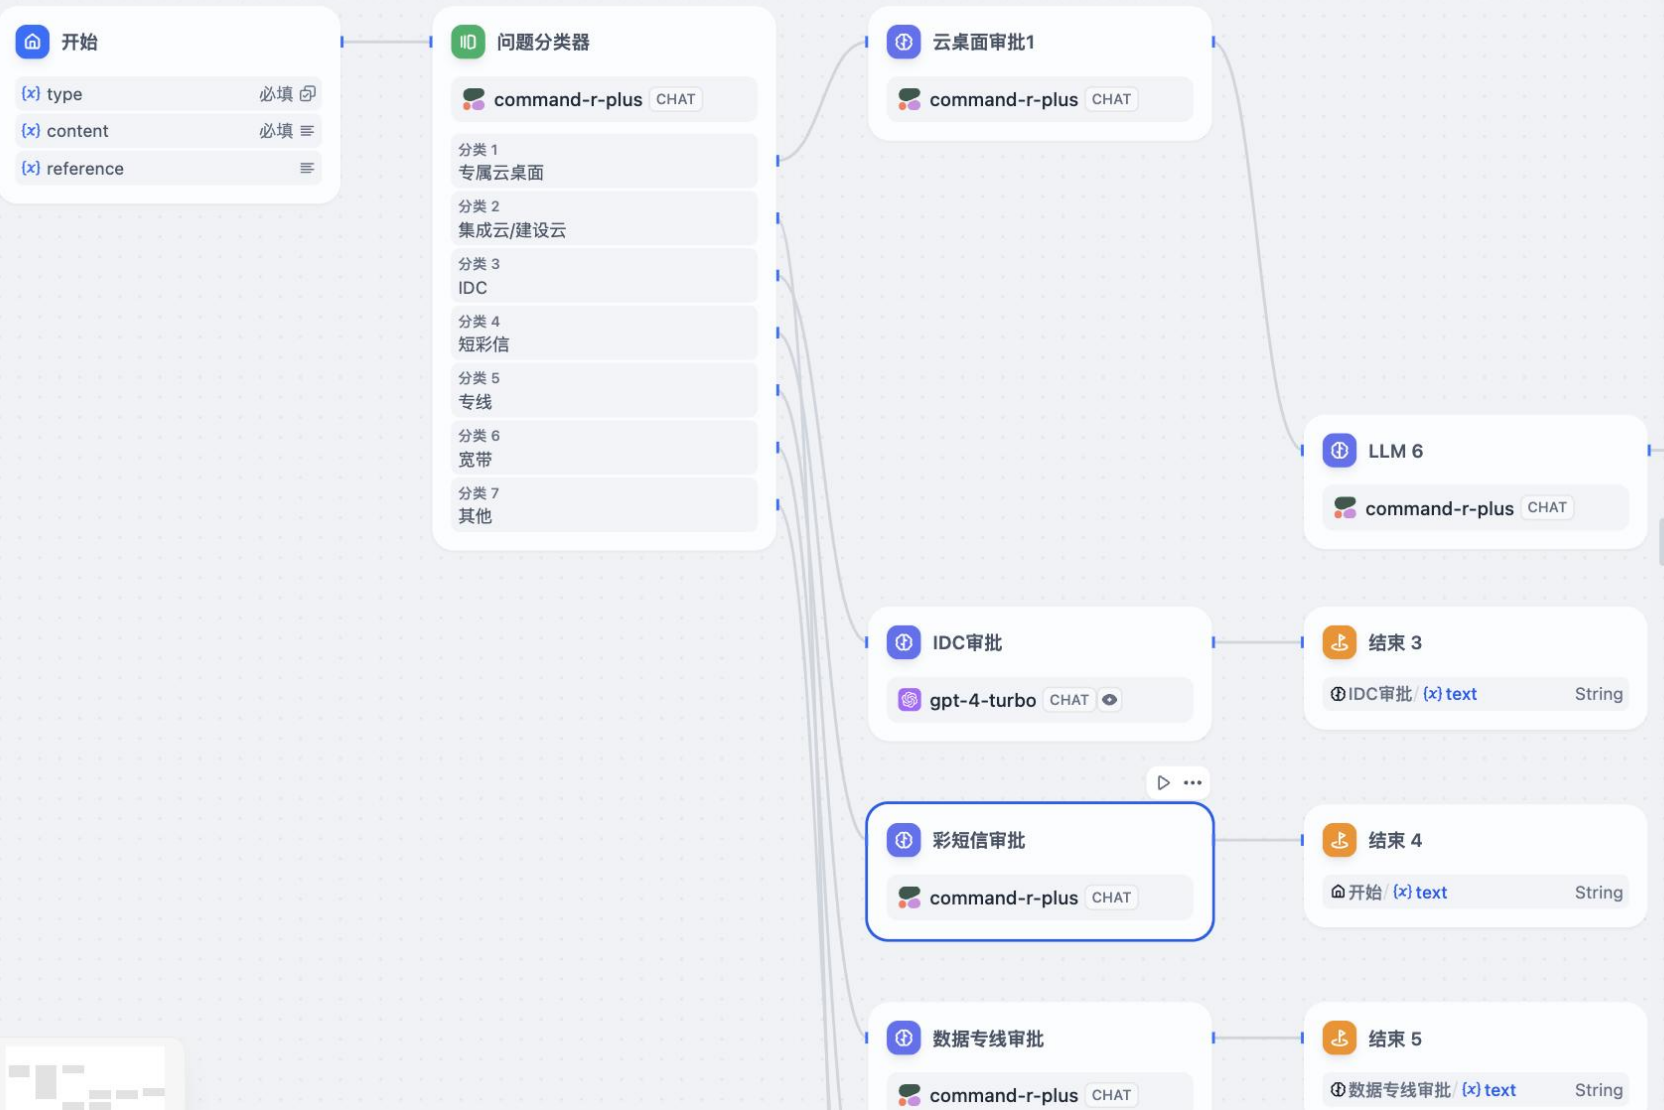 开始
{x} type 必填
{x} content 必填
{x} reference
问题分类器
command-r-plus CHAT
分类 1
专属云桌面
分类 2
集成云/建设云
分类 3
IDC
分类 4
短彩信
分类 5
专线
分类 6
宽带
分类 7
其他
云桌面审批1
command-r-plus CHAT
LLM 6
command-r-plus CHAT
IDC审批
gpt-4-turbo CHAT
结束 3
IDC审批/ {x} text String
彩短信审批
command-r-plus CHAT
结束 4
开始/ {x} text String
数据专线审批
command-r-plus CHAT
结束 5
数据专线审批/ {x} text String